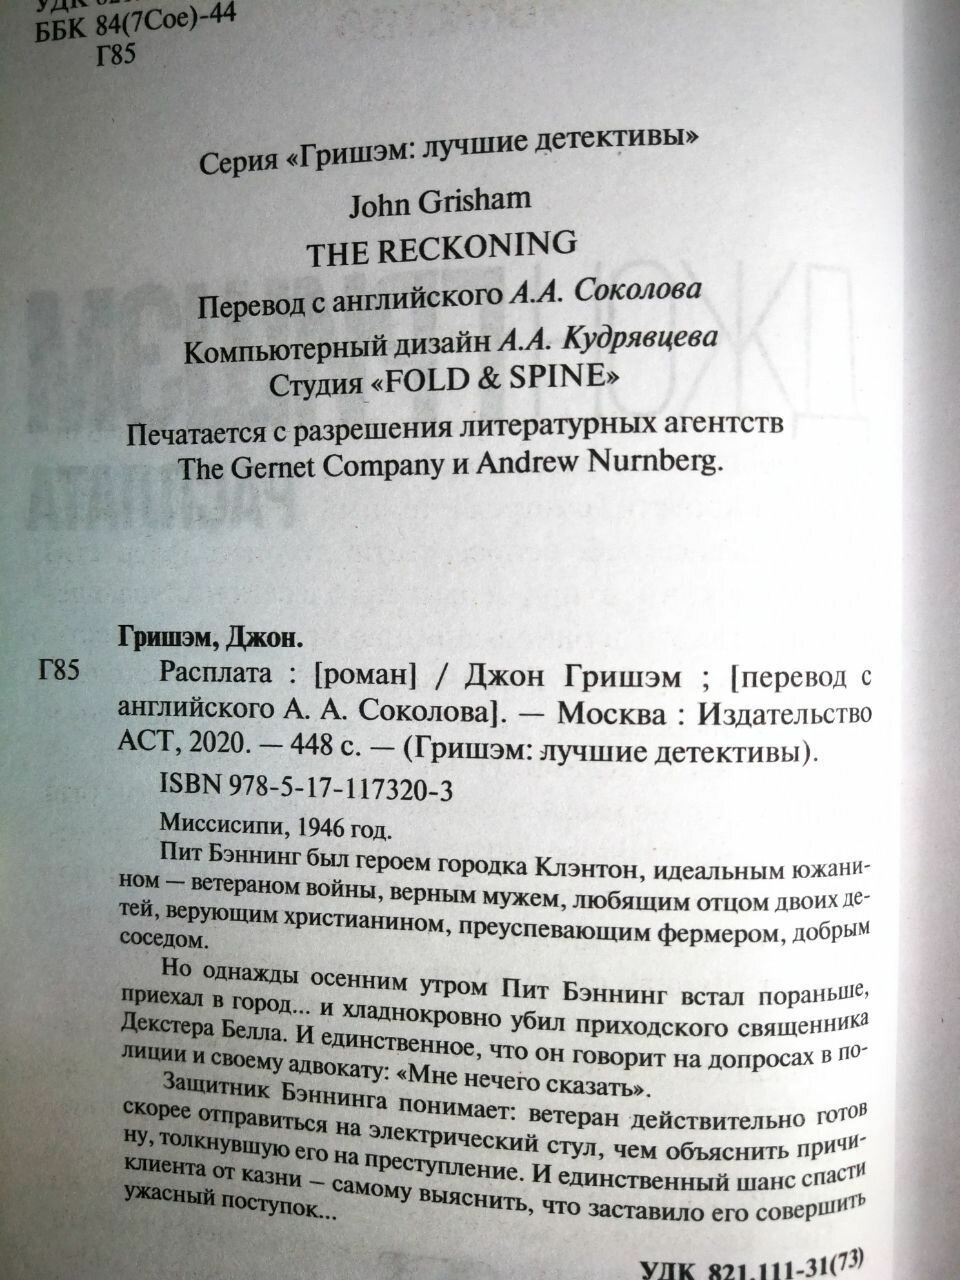 УДК 821.
ББК 84(7Сое)-44
Г85
Серия «Гришэм: лучшие детективы»
John Grisham
THE RECKONING
Перевод с английского А.А. Соколова
Компьютерный дизайн А.А. Кудрявцева
Студия «FOLD & SPINE»
Печатается с разрешения литературных агентств
The Gernet Company и Andrew Nurnberg.
Гришэм, Джон.
Г85 Расплата : [роман] / Джон Гришэм ; [перевод с
английского А. А. Соколова]. — Москва : Издательство
АСТ, 2020. — 448 с. — (Гришэм: лучшие детективы).
ISBN 978-5-17-117320-3
Миссисипи, 1946 год.
Пит Бэннинг был героем городка Клэнтон, идеальным южани-
ном — ветераном войны, верным мужем, любящим отцом двоих де-
тей, верующим христианином, преуспевающим фермером, добрым
соседом.
Но однажды осенним утром Пит Бэннинг встал пораньше,
приехал в город... и хладнокровно убил приходского священника
Декстера Белла. И единственное, что он говорит на допросах в по-
лиции и своему адвокату: «Мне нечего сказать».
Защитник Бэннинга понимает: ветеран действительно готов
скорее отправиться на электрический стул, чем объяснить причи-
ну, толкнувшую его на преступление. И единственный шанс спасти
клиента от казни — самому выяснить, что заставило его совершить
ужасный поступок...
УДК 821.111-31(73)